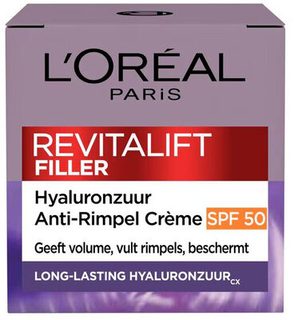 L'ORÉAL
PARIS
REVITALIFT
FILLER
Hyaluronzuur
Anti-Rimpel Crème SPF 50
Geeft volume, vult rimpels, beschermt
LONG-LASTING HYALURONZUURCX